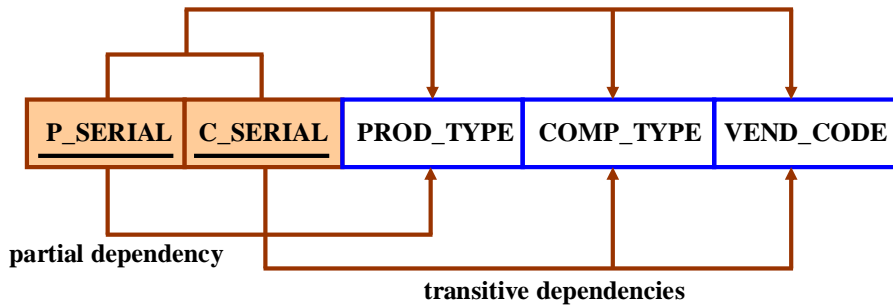 P_SERIAL C_SERIAL PROD_TYPE COMP_TYPE VEND_CODE
partial dependency
transitive dependencies